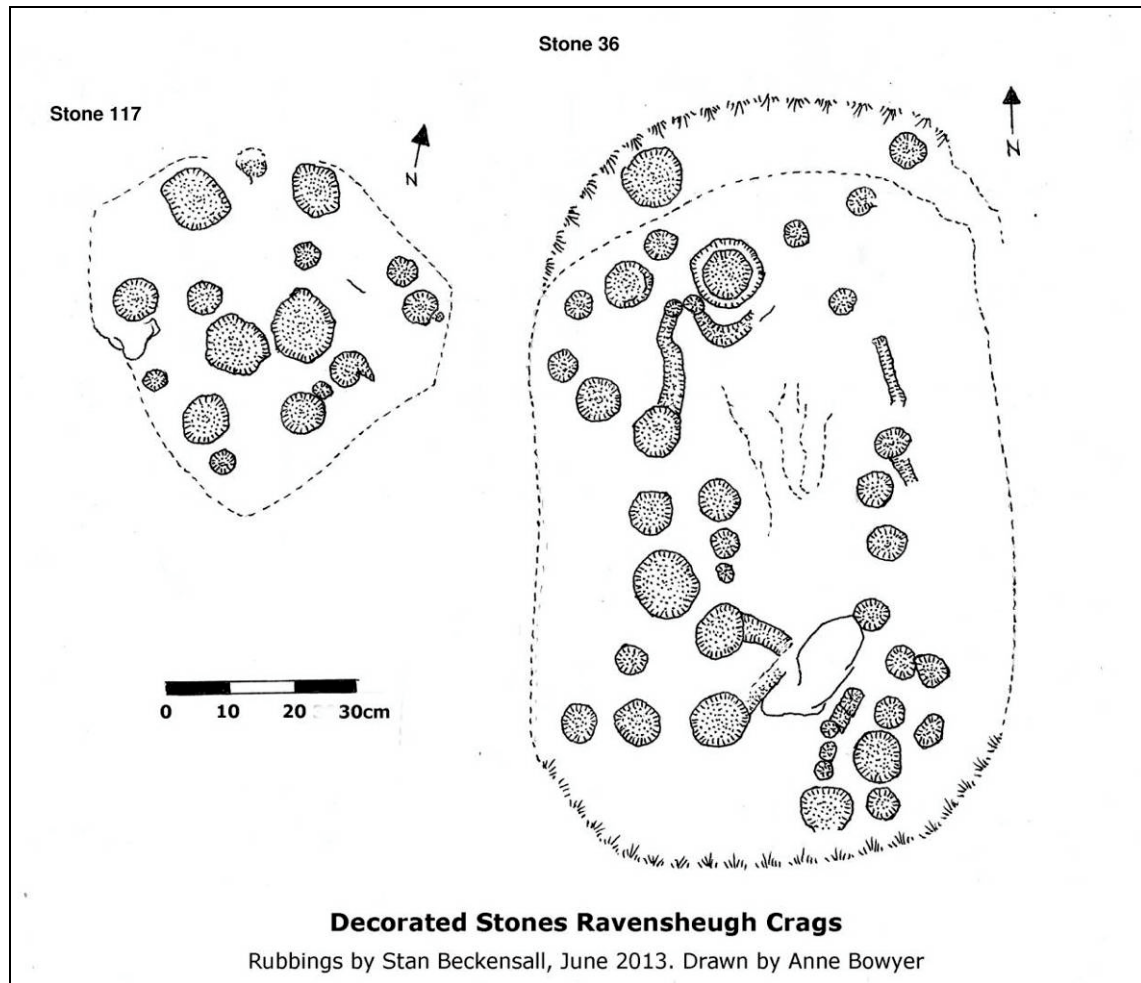 Stone 36
Stone 117
N
N
0 10 20 30cm
Decorated Stones Ravensheugh Crags
Rubbings by Stan Beckensall, June 2013. Drawn by Anne Bowyer